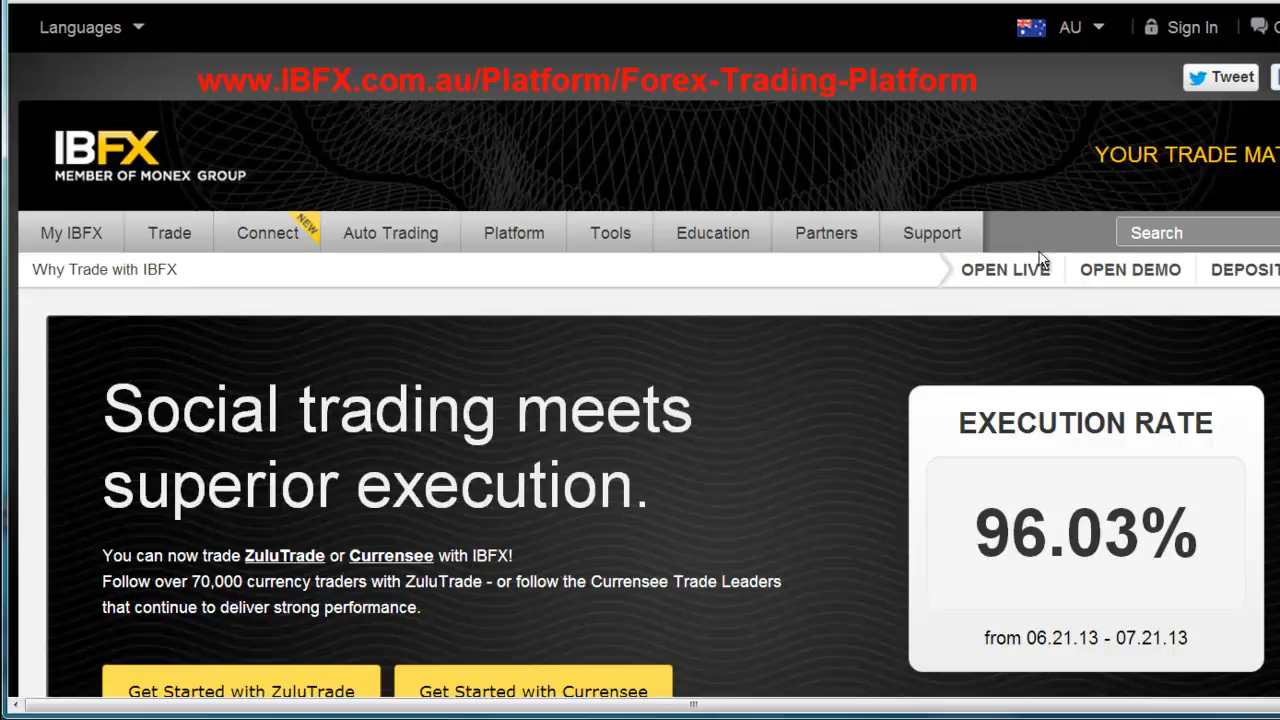 Languages
AU
Sign In
www.IBFX.com.au/Platform/Forex-Trading-Platform
Tweet
IBFX
MEMBER OF MONEX GROUP
YOUR TRADE MA
My IBFX
Trade
Connect
NEW
Auto Trading
Platform
Tools
Education
Partners
Support
Search
Why Trade with IBFX
OPEN LIVE
OPEN DEMO
DEPOSIT
Social trading meets
superior execution.
You can now trade ZuluTrade or Currensee with IBFX!
Follow over 70,000 currency traders with ZuluTrade - or follow the Currensee Trade Leaders
that continue to deliver strong performance.
Get Started with ZuluTrade
Get Started with Currensee
EXECUTION RATE
96.03%
from 06.21.13 - 07.21.13